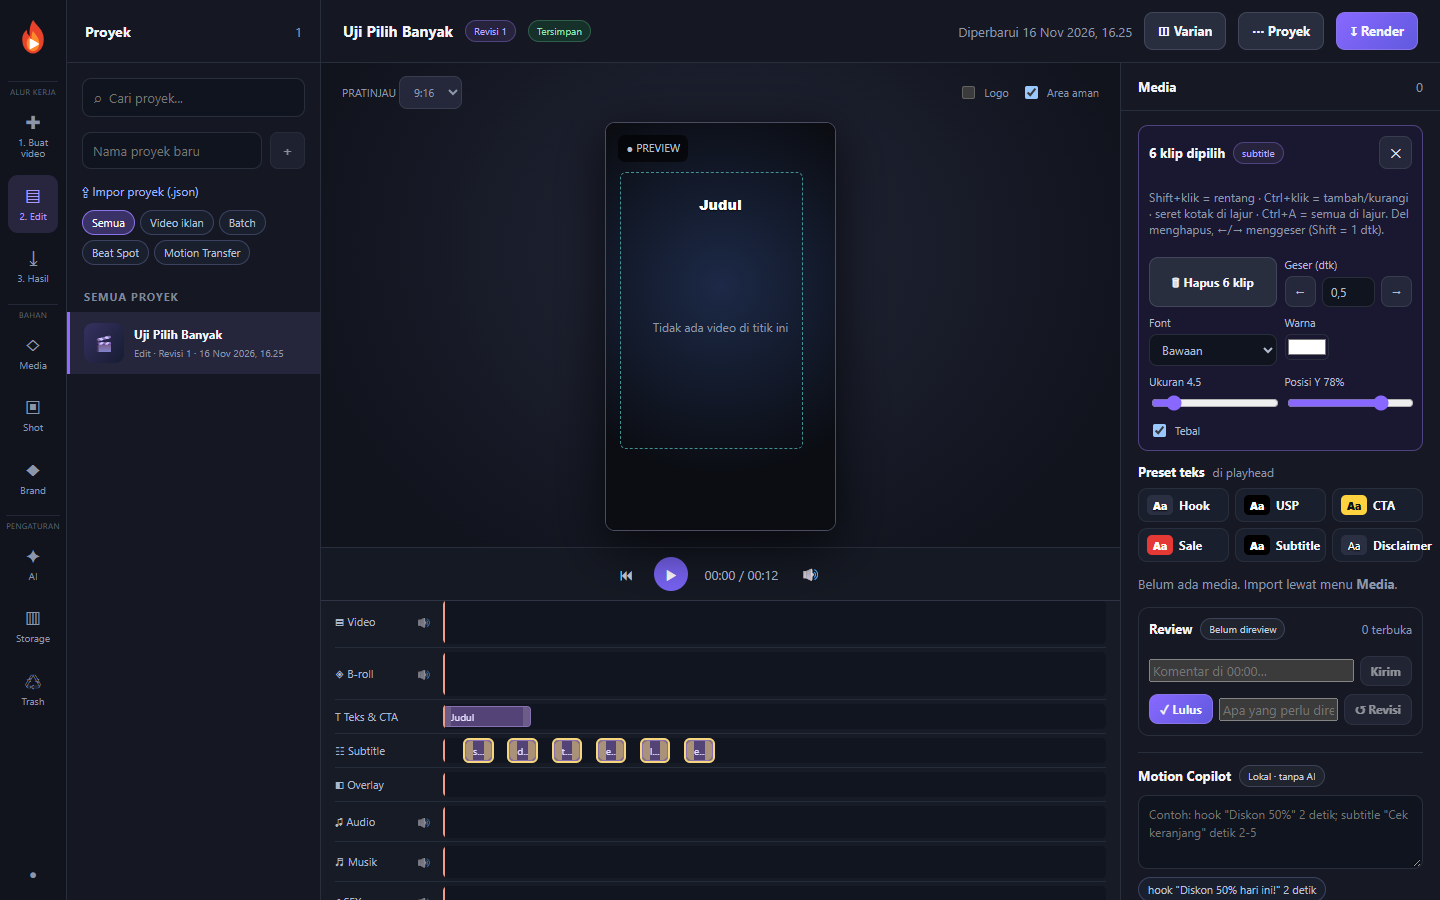 ALUR KERJA
1. Buat video
2. Edit
3. Hasil
BAHAN
Media
Shot
Brand
PENGATURAN
AI
Storage
Trash
Proyek 1
Cari proyek...
Nama proyek baru +
Impor proyek (.json)
Semua Video iklan Batch
Beat Spot Motion Transfer
SEMUA PROYEK
Uji Pilih Banyak
Edit · Revisi 1 · 16 Nov 2026, 16.25
Uji Pilih Banyak Revisi 1 Tersimpan
Diperbarui 16 Nov 2026, 16.25 Varian Proyek Render
PRATINJAU 9:16 Logo Area aman
PREVIEW
Judul
Tidak ada video di titik ini
00:00 / 00:12
Video
B-roll
T Teks & CTA Judul
Subtitle s... d... t... e... l... e...
Overlay
Audio
Musik
Media 0
6 klip dipilih subtitle
Shift+klik = rentang · Ctrl+klik = tambah/kurangi
· seret kotak di lajur · Ctrl+A = semua di lajur. Del
menghapus, ←/→ menggeser (Shift = 1 dtk).
Hapus 6 klip
Geser (dtk)
← 0,5 →
Font Warna
Bawaan
Ukuran 4.5 Posisi Y 78%
Tebal
Preset teks di playhead
Aa Hook Aa USP Aa CTA
Aa Sale Aa Subtitle Aa Disclaimer
Belum ada media. Import lewat menu Media.
Review Belum direview 0 terbuka
Komentar di 00:00... Kirim
✓ Lulus Apa yang perlu dire ↺ Revisi
Motion Copilot Lokal · tanpa AI
Contoh: hook "Diskon 50%" 2 detik; subtitle "Cek
keranjang" detik 2-5
hook "Diskon 50% hari ini!" 2 detik